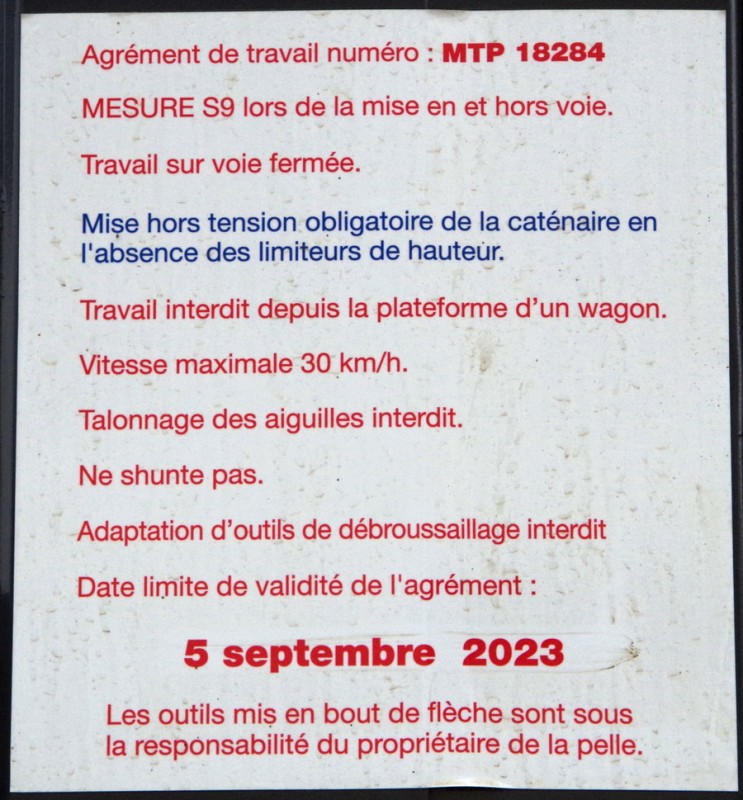 Agrément de travail numéro : MTP 18284
MESURE S9 lors de la mise en et hors voie.
Travail sur voie fermée.
Mise hors tension obligatoire de la caténaire en
l'absence des limiteurs de hauteur.
Travail interdit depuis la plateforme d’un wagon.
Vitesse maximale 30 km/h.
Talonnage des aiguilles interdit.
Ne shunte pas.
Adaptation d’outils de débroussaillage interdit
Date limite de validité de l'agrément :
5 septembre 2023
Les outils mis en bout de flèche sont sous
la responsabilité du propriétaire de la pelle.